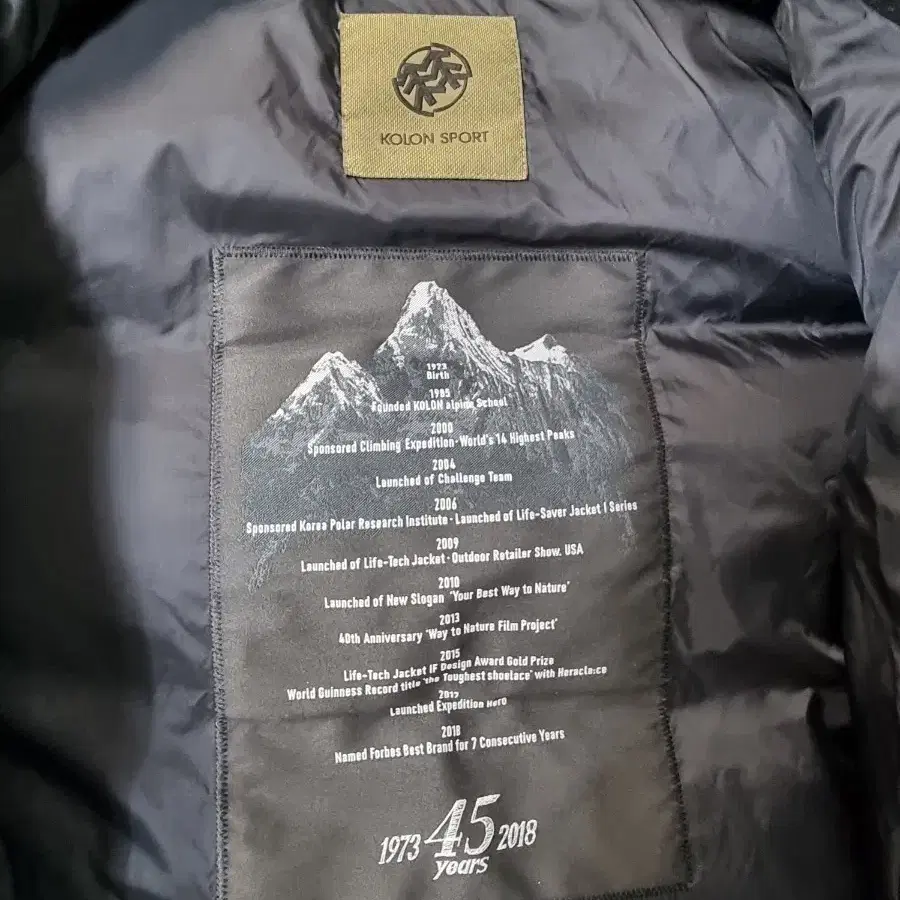 KOLON SPORT
1973
Birth
1985
Founded KOLON alpine School
2000
Sponsored Climbing Expedition·World's 14 Highest Peaks
2004
Launched of Challenge Team
2006
Sponsored Korea Polar Research Institute·Launched of Life-Saver Jacket I Series
2009
Launched of Life-Tech Jacket·Outdoor Retailer Show. USA
2010
Launched of New Slogan 'Your Best Way to Nature'
2013
40th Anniversary 'Way to Nature Film Project'
2015
Life-Tech Jacket IF Design Award Gold Prize
World Guinness Record title 'the Toughest shoelace' with Heraclace
2017
Launched Expedition Hero
2018
Named Forbes Best Brand for 7 Consecutive Years
1973 45 2018
years